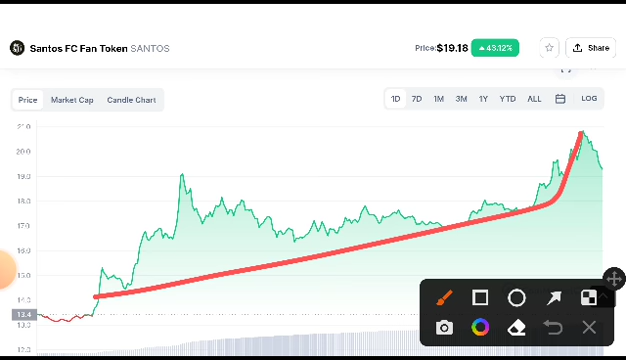 Santos FC Fan Token SANTOS
Price: $19.18 ▲43.12%
Share
Price Market Cap Candle Chart
1D 7D 1M 3M 1Y YTD ALL LOG
21.0
20.0
19.0
18.0
17.0
16.0
15.0
14.0
13.4
13.0
12.0